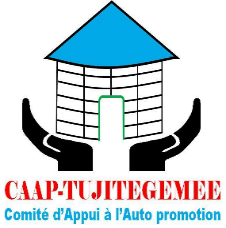 CAAP-TUJITEGEMEE
Comité d'Appui à l'Auto promotion